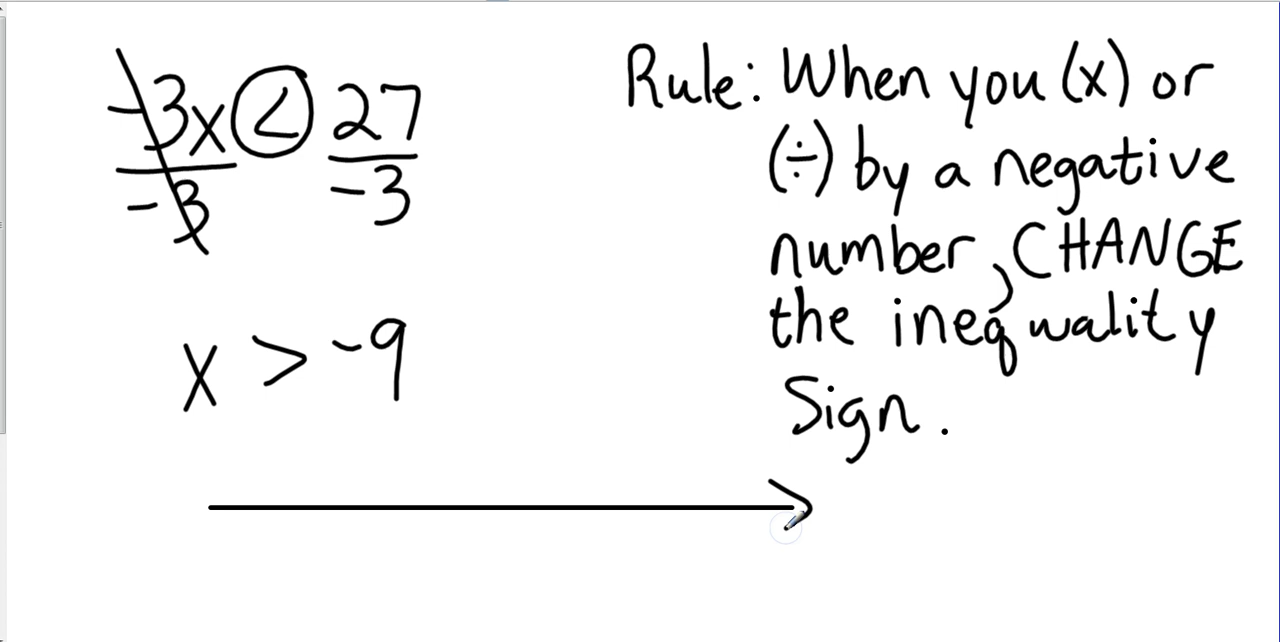 -3x < 27
-3 -3
x > -9
Rule: When you (x) or
(÷) by a negative
number, CHANGE
the inequality
Sign.